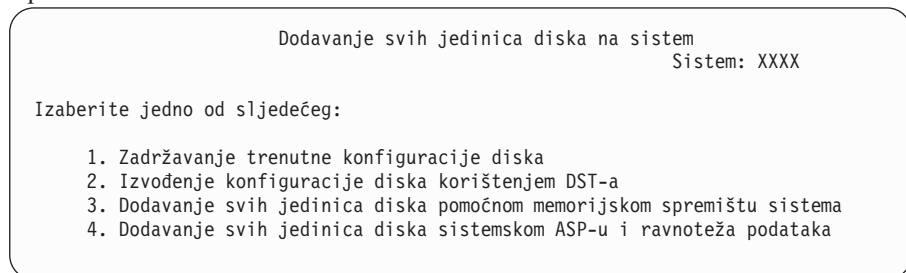 Dodavanje svih jedinica diska na sistem
Sistem: XXXX
Izaberite jedno od sljedećeg:
1. Zadržavanje trenutne konfiguracije diska
2. Izvođenje konfiguracije diska korištenjem DST-a
3. Dodavanje svih jedinica diska pomoćnom memorijskom spremištu sistema
4. Dodavanje svih jedinica diska sistemskom ASP-u i ravnoteža podataka